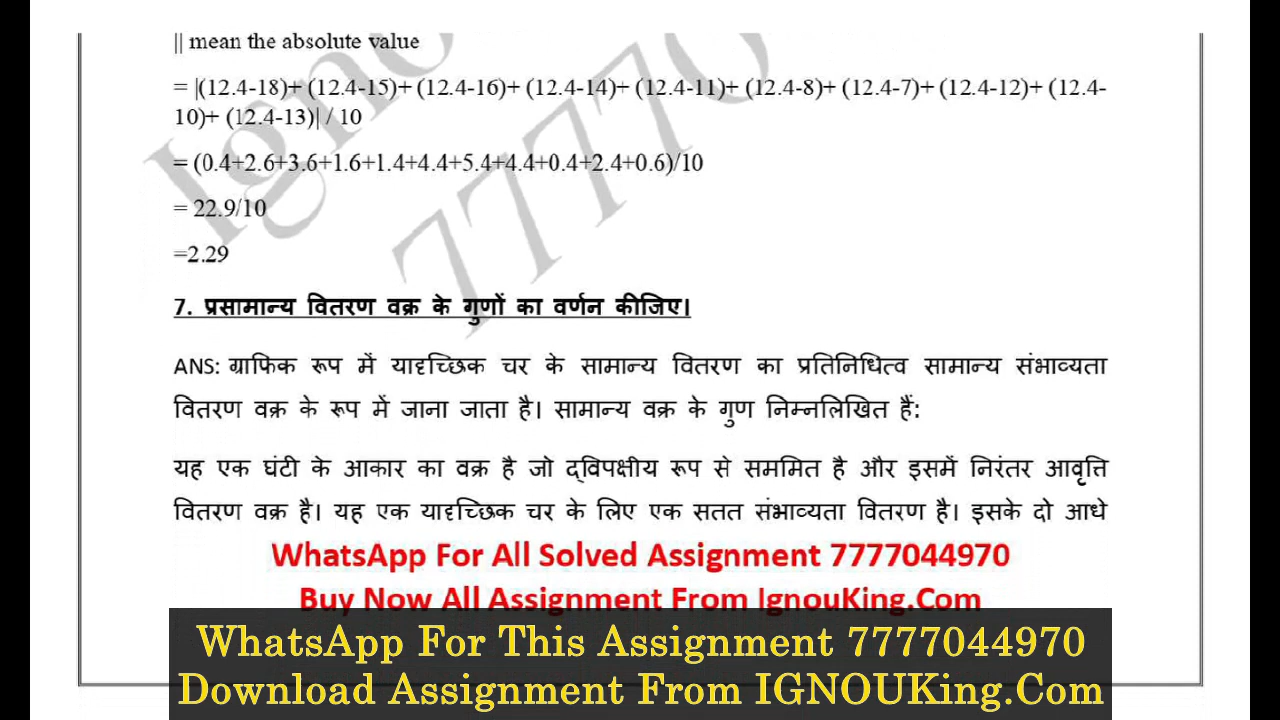 || mean the absolute value
= |(12.4-18)+ (12.4-15)+ (12.4-16)+ (12.4-14)+ (12.4-11)+ (12.4-8)+ (12.4-7)+ (12.4-12)+ (12.4-
10)+ (12.4-13)| / 10
= (0.4+2.6+3.6+1.6+1.4+4.4+5.4+4.4+0.4+2.4+0.6)/10
= 22.9/10
=2.29
7. प्रसामान्य वितरण वक्र के गुणों का वर्णन कीजिए।
ANS: ग्राफिक रूप में यादृच्छिक चर के सामान्य वितरण का प्रतिनिधित्व सामान्य संभाव्यता
वितरण वक्र के रूप में जाना जाता है। सामान्य वक्र के गुण निम्नलिखित हैं:
यह एक घंटी के आकार का वक्र है जो द्विपक्षीय रूप से सममित है और इसमें निरंतर आवृत्ति
वितरण वक्र है। यह एक यादृच्छिक चर के लिए एक सतत संभाव्यता वितरण है। इसके दो आधे
WhatsApp For All Solved Assignment 7777044970
Buy Now All Assignment From IgnouKing.Com
WhatsApp For This Assignment 7777044970
Download Assignment From IGNOUKing.Com